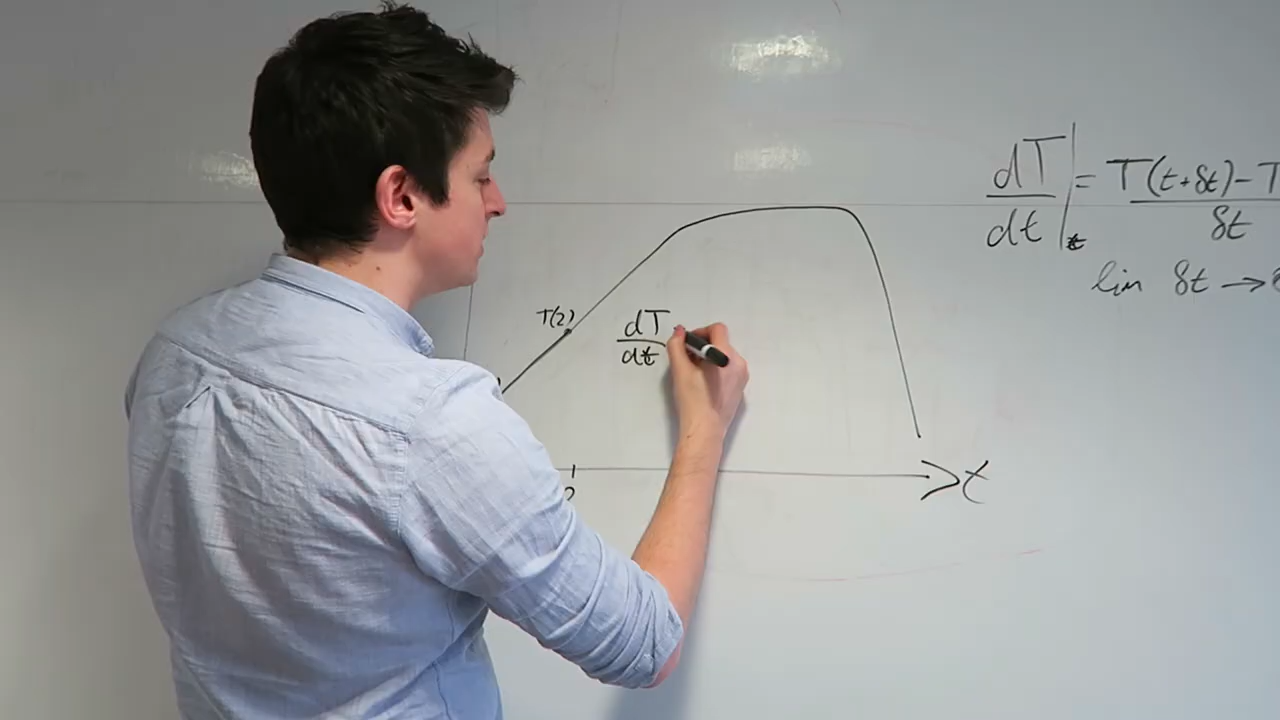 dT/dt|t = T(t+δt)-T/δt
lim δt →
T(2)
dT/dt
t